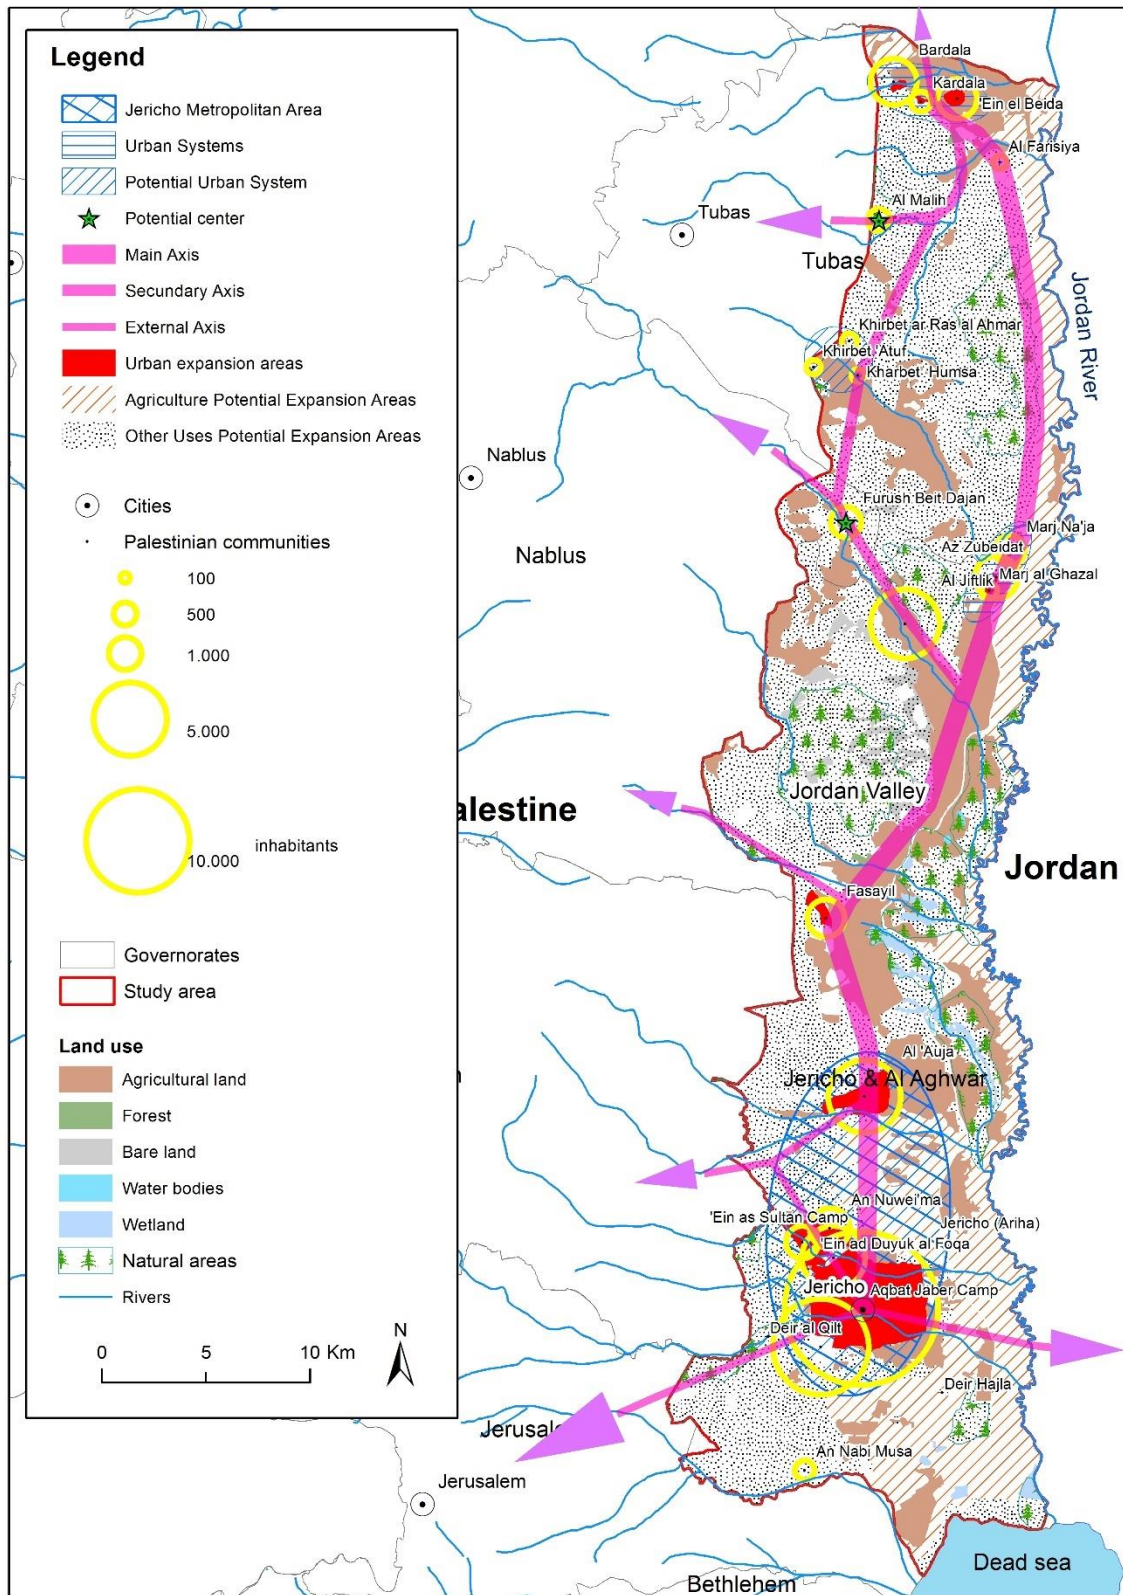 Legend
Jericho Metropolitan Area
Urban Systems
Potential Urban System
Potential center
Main Axis
Secundary Axis
External Axis
Urban expansion areas
Agriculture Potential Expansion Areas
Other Uses Potential Expansion Areas
Cities
Palestinian communities
100
500
1.000
5.000
10.000
inhabitants
Governorates
Study area
Land use
Agricultural land
Forest
Bare land
Water bodies
Wetland
Natural areas
Rivers
0 5 10 Km
N
Bardala
Kardala
'Ein el Beida
Al Farisiya
Al Malih
Tubas
Tubas
Jordan River
Khirbet ar Ras al Ahmar
Khirbet 'Atuf
Kharbet Humsa
Nablus
Furush Beit Dajan
Marj Na'ja
Az Zubeidat
Nablus
Al Jiftlik
Marj al Ghazal
Jordan Valley
alestine
Jordan
Fasayil
Al 'Auja
Jericho & Al Aghwar
An Nuwei'ma
'Ein as Sultan Camp
Jericho (Ariha)
'Ein ad Duyuk al Foqa
Jericho
Aqbat Jaber Camp
Deir al Qilt
Deir Hajla
Jerusale
An Nabi Musa
Jerusalem
Dead sea
Bethlehem